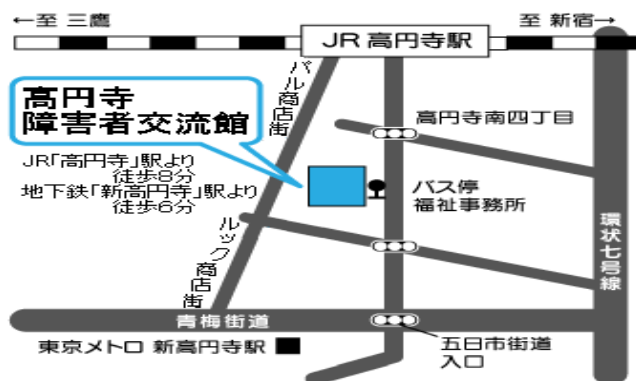 ←至 三鷹
至 新宿→
JR 高円寺駅
パル商店街
高円寺
障害者交流館
高円寺南四丁目
JR「高円寺」駅より
徒歩8分
地下鉄「新高円寺」駅より
徒歩6分
バス停
福祉事務所
ルック商店街
環状七号線
青梅街道
東京メトロ 新高円寺駅
五日市街道
入口